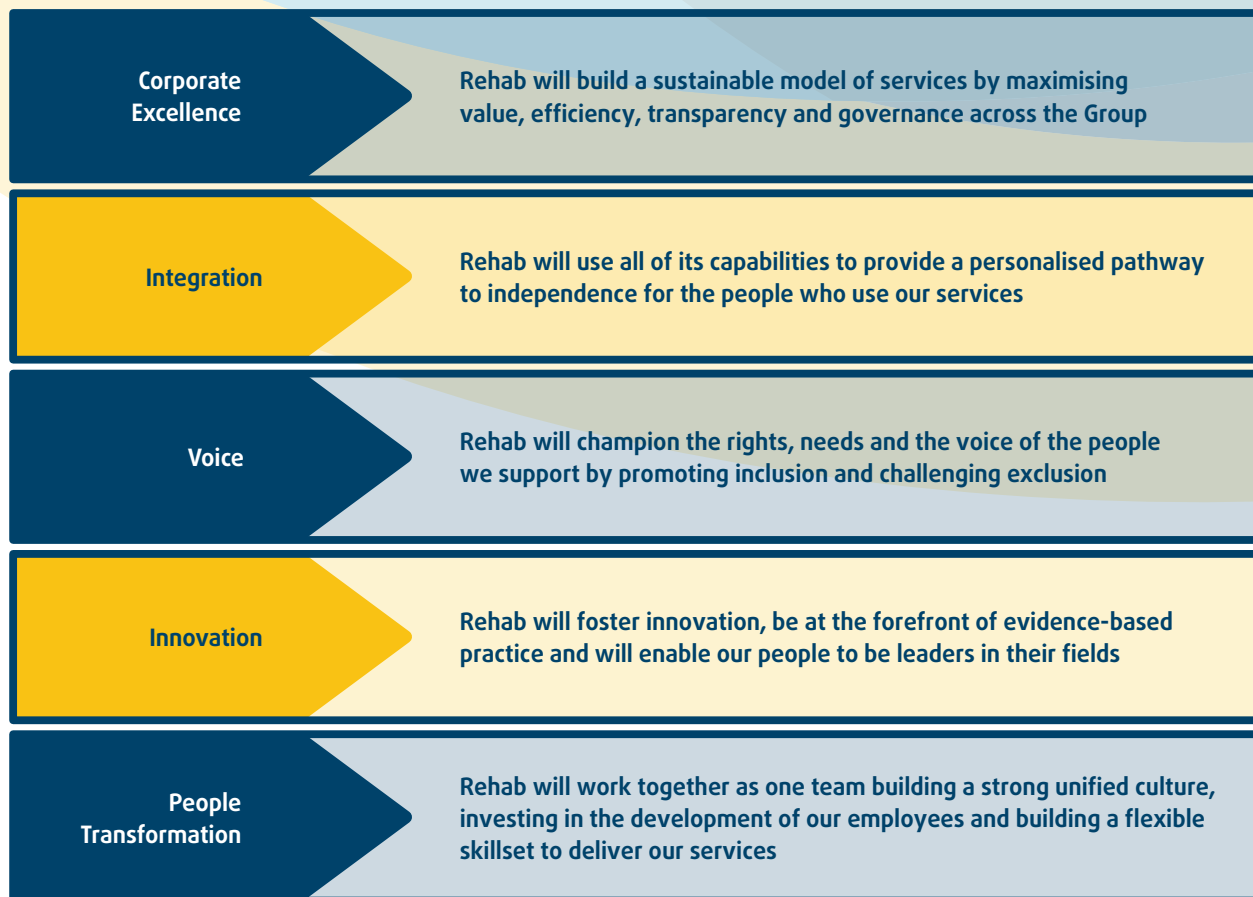 Corporate
Excellence
Rehab will build a sustainable model of services by maximising
value, efficiency, transparency and governance across the Group
Integration
Rehab will use all of its capabilities to provide a personalised pathway
to independence for the people who use our services
Voice
Rehab will champion the rights, needs and the voice of the people
we support by promoting inclusion and challenging exclusion
Innovation
Rehab will foster innovation, be at the forefront of evidence-based
practice and will enable our people to be leaders in their fields
People
Transformation
Rehab will work together as one team building a strong unified culture,
investing in the development of our employees and building a flexible
skillset to deliver our services